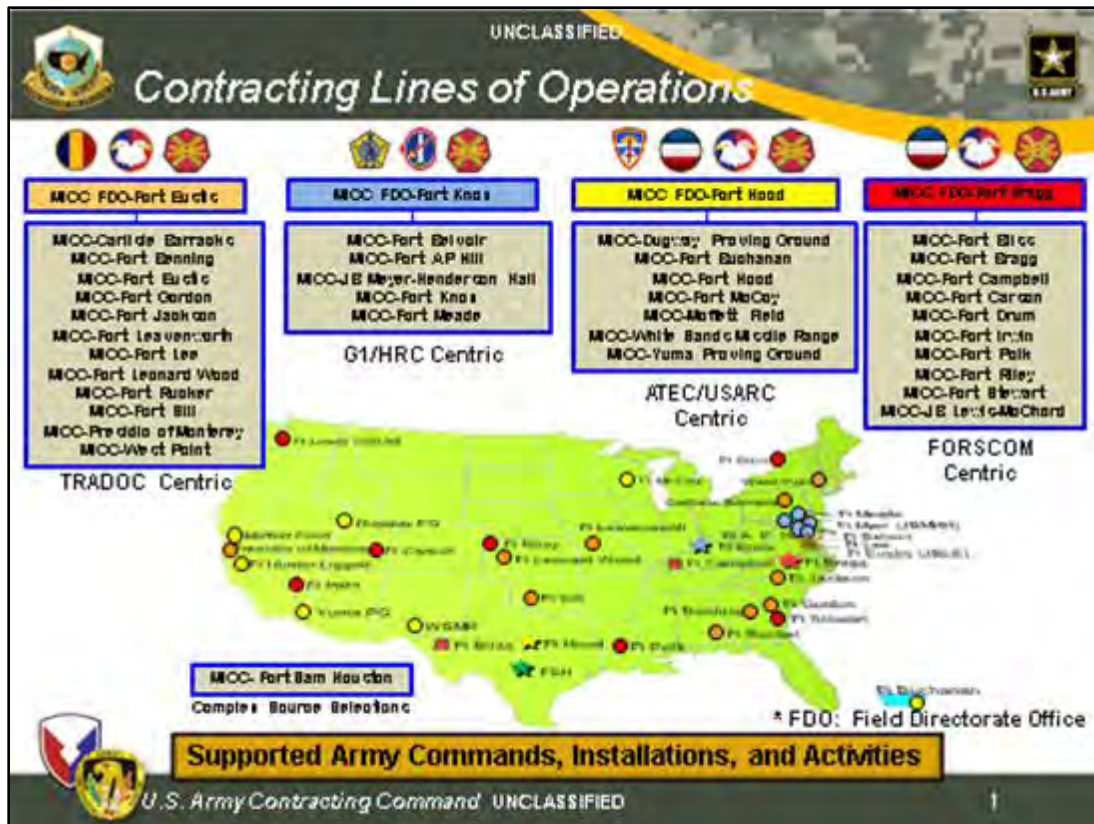 UNCLASSIFIED
Contracting Lines of Operations
U.S.ARMY
MICC FDO-Fort Eustis
MICC-Carlisle Barracks
MICC-Fort Benning
MICC-Fort Eustis
MICC-Fort Gordon
MICC-Fort Jackson
MICC-Fort Leavenworth
MICC-Fort Lee
MICC-Fort Leonard Wood
MICC-Fort Rucker
MICC-Fort Sill
MICC-Presidio of Monterey
MICC-West Point
TRADOC Centric
MICC FDO-Fort Knox
MICC-Fort Belvoir
MICC-Fort AP Hill
MICC-JB Meyer-Henderson Hall
MICC-Fort Knox
MICC-Fort Meade
G1/HRC Centric
MICC FDO-Fort Hood
MICC-Dugway Proving Ground
MICC-Fort Buchanan
MICC-Fort Hood
MICC-Fort McCoy
MICC-Moffett Field
MICC-White Sands Missile Range
MICC-Yuma Proving Ground
ATEC/USARC
Centric
MICC FDO-Fort Bragg
MICC-Fort Bliss
MICC-Fort Bragg
MICC-Fort Campbell
MICC-Fort Carson
MICC-Fort Drum
MICC-Fort Irwin
MICC-Fort Polk
MICC-Fort Riley
MICC-Fort Stewart
MICC-JB Lewis-McChord
FORSCOM
Centric
Ft Drum
Ft McCoy
West Point
Dugway PG
Ft Leavenworth
Ft Meade
Ft Carson
Ft Riley
Ft Leonard Wood
Ft Knox
Ft Campbell
Ft Bragg
Ft Jackson
Ft Hunter Liggett
Ft Irwin
Ft Sill
Ft Gordon
Ft Benning
Ft Stewart
Yuma PG
WSMR
Ft Rucker
Ft Bliss
Ft Hood
Ft Polk
FSH
Ft Buchanan
MICC- Fort Sam Houston
Complex Source Selections
* FDO: Field Directorate Office
Supported Army Commands, Installations, and Activities
U.S. Army Contracting Command UNCLASSIFIED
1